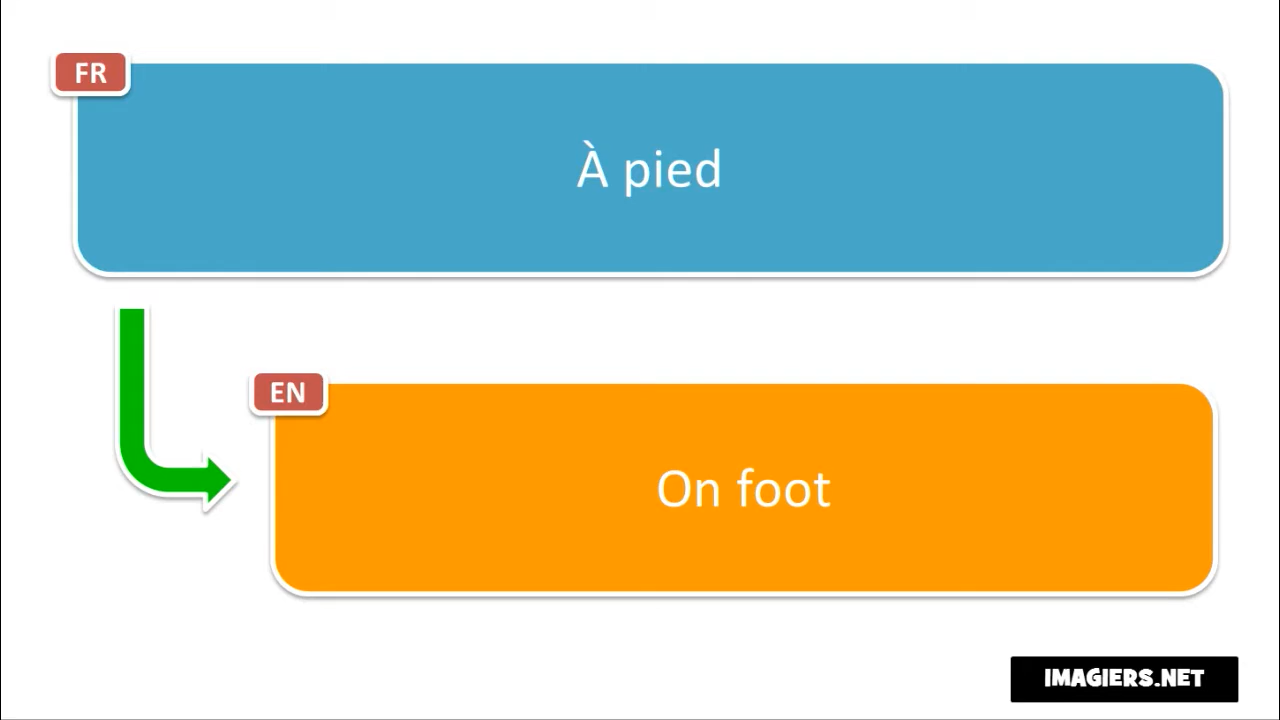 FR
À pied
EN
On foot
IMAGIERS.NET